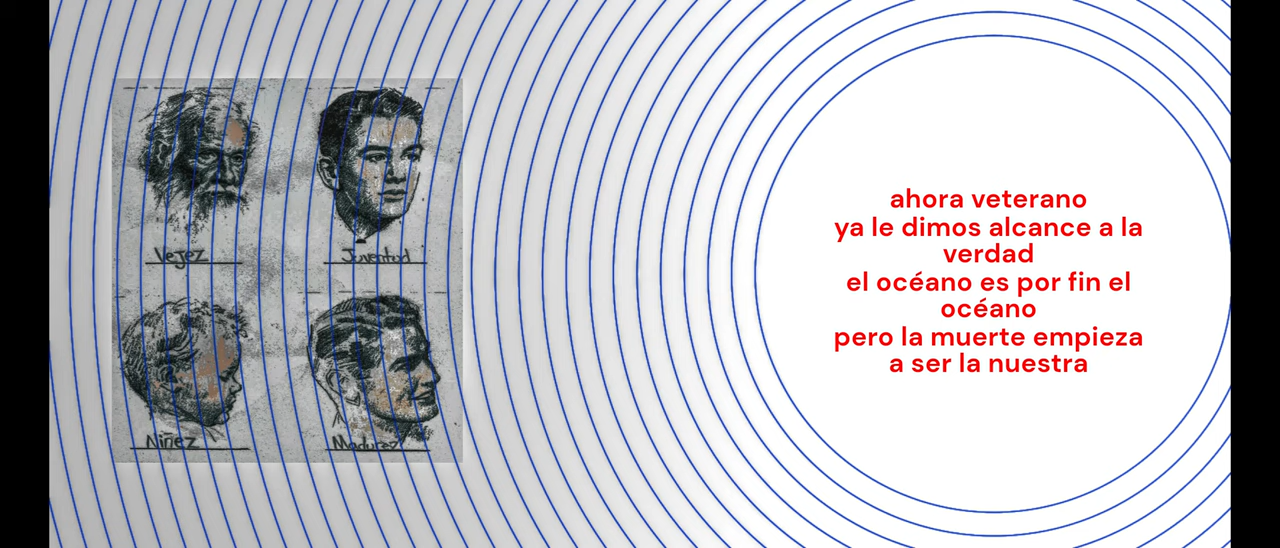 Vejez
Juventud
Niñez
Madurez
ahora veterano
ya le dimos alcance a la
verdad
el océano es por fin el
océano
pero la muerte empieza
a ser la nuestra